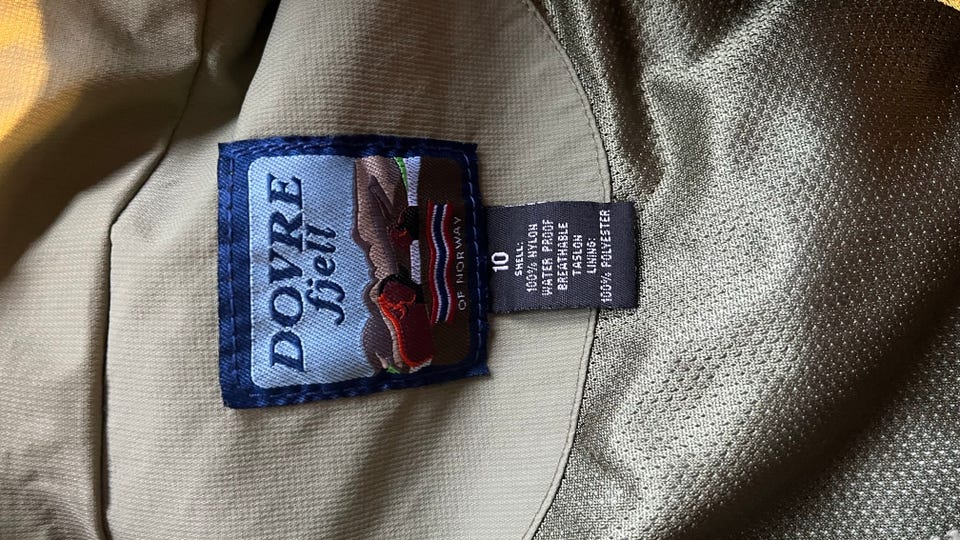 DOVRE
fjell
OF NORWAY
10
SHELL:
100% NYLON
WATER PROOF
BREATHABLE
TASLON
LINING:
100% POLYESTER